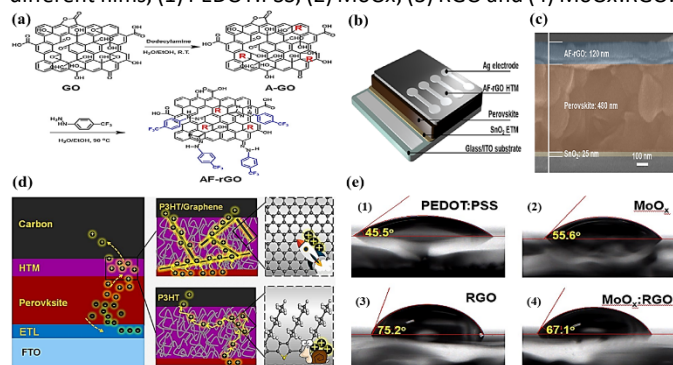 different films, (1) PEDOT:PSS, (2) MoOx, (3) RGO and (4) MoOx:RGO.
(a)
GO
Dodecylamine
H₂O/EtOH, R.T.
A-GO
H₂O/EtOH, 90 °C
AF-rGO
(b)
Ag electrode
AF-rGO HTM
Perovskite
SnO₂ ETM
Glass/ITO substrate
(c)
AF-rGO: 120 nm
Perovskite: 480 nm
SnO₂: 25 nm
100 nm
(d)
Carbon
HTM
Perovksite
ETL
FTO
P3HT/Graphene
P3HT
(e)
(1)
PEDOT:PSS
45.5°
(2)
MoOx
55.6°
(3)
RGO
75.2°
(4)
MoOx:RGO
67.1°